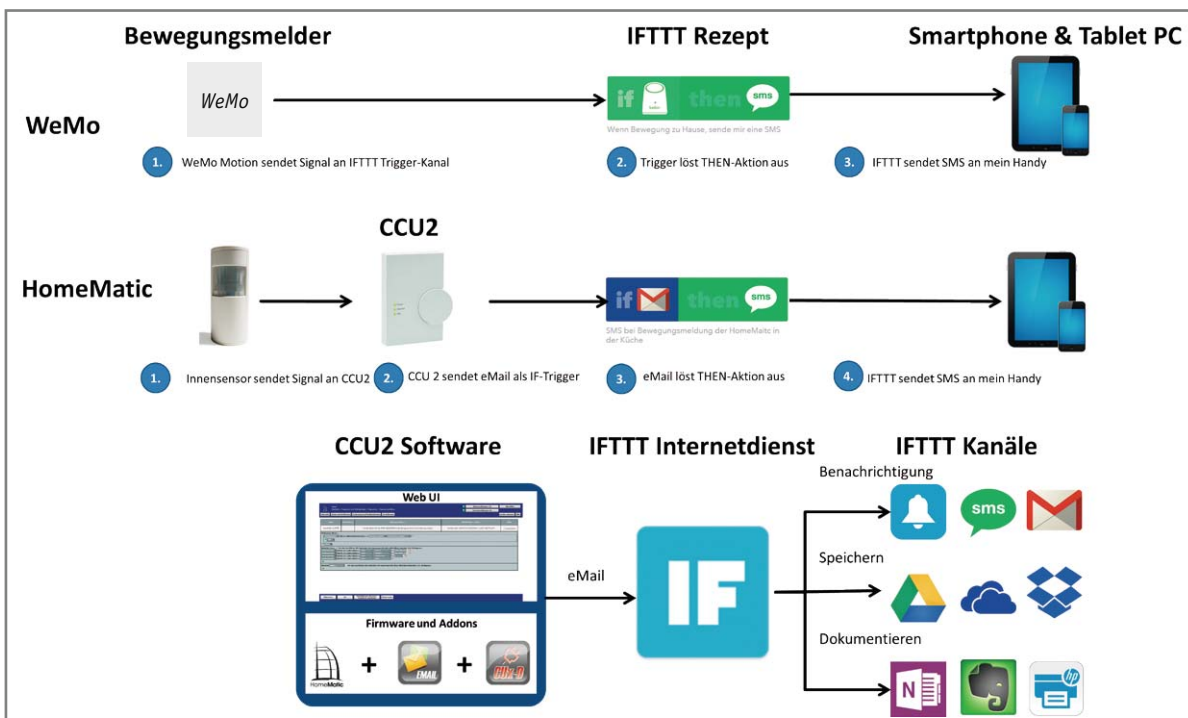 Bewegungsmelder
IFTTT Rezept
Smartphone & Tablet PC
WeMo
WeMo
if then sms
Wenn Bewegung zu Hause, sende mir eine SMS
1. WeMo Motion sendet Signal an IFTTT Trigger-Kanal
2. Trigger löst THEN-Aktion aus
3. IFTTT sendet SMS an mein Handy
CCU2
HomeMatic
if then sms
SMS bei Bewegungsmeldung der HomeMaitc in
der Küche
1. Innensensor sendet Signal an CCU2
2. CCU 2 sendet eMail als IF-Trigger
3. eMail löst THEN-Aktion aus
4. IFTTT sendet SMS an mein Handy
CCU2 Software
IFTTT Internetdienst
IFTTT Kanäle
Web UI
Benachrichtigung
sms
eMail
IF
Speichern
Firmware und Addons
HomeMatic
+
EMAIL
+
Dokumentieren
N
hp